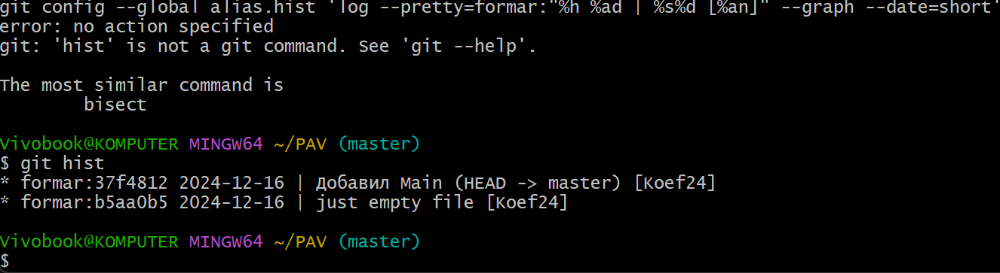 git config --global alias.hist 'log --pretty=formar:"%h %ad | %s%d [%an]" --graph --date=short'
error: no action specified
git: 'hist' is not a git command. See 'git --help'.
The most similar command is
bisect
Vivobook@KOMPUTER MINGW64 ~/PAV (master)
$ git hist
* formar:37f4812 2024-12-16 | Добавил Main (HEAD -> master) [Koef24]
* formar:b5aa0b5 2024-12-16 | just empty file [Koef24]
Vivobook@KOMPUTER MINGW64 ~/PAV (master)
$